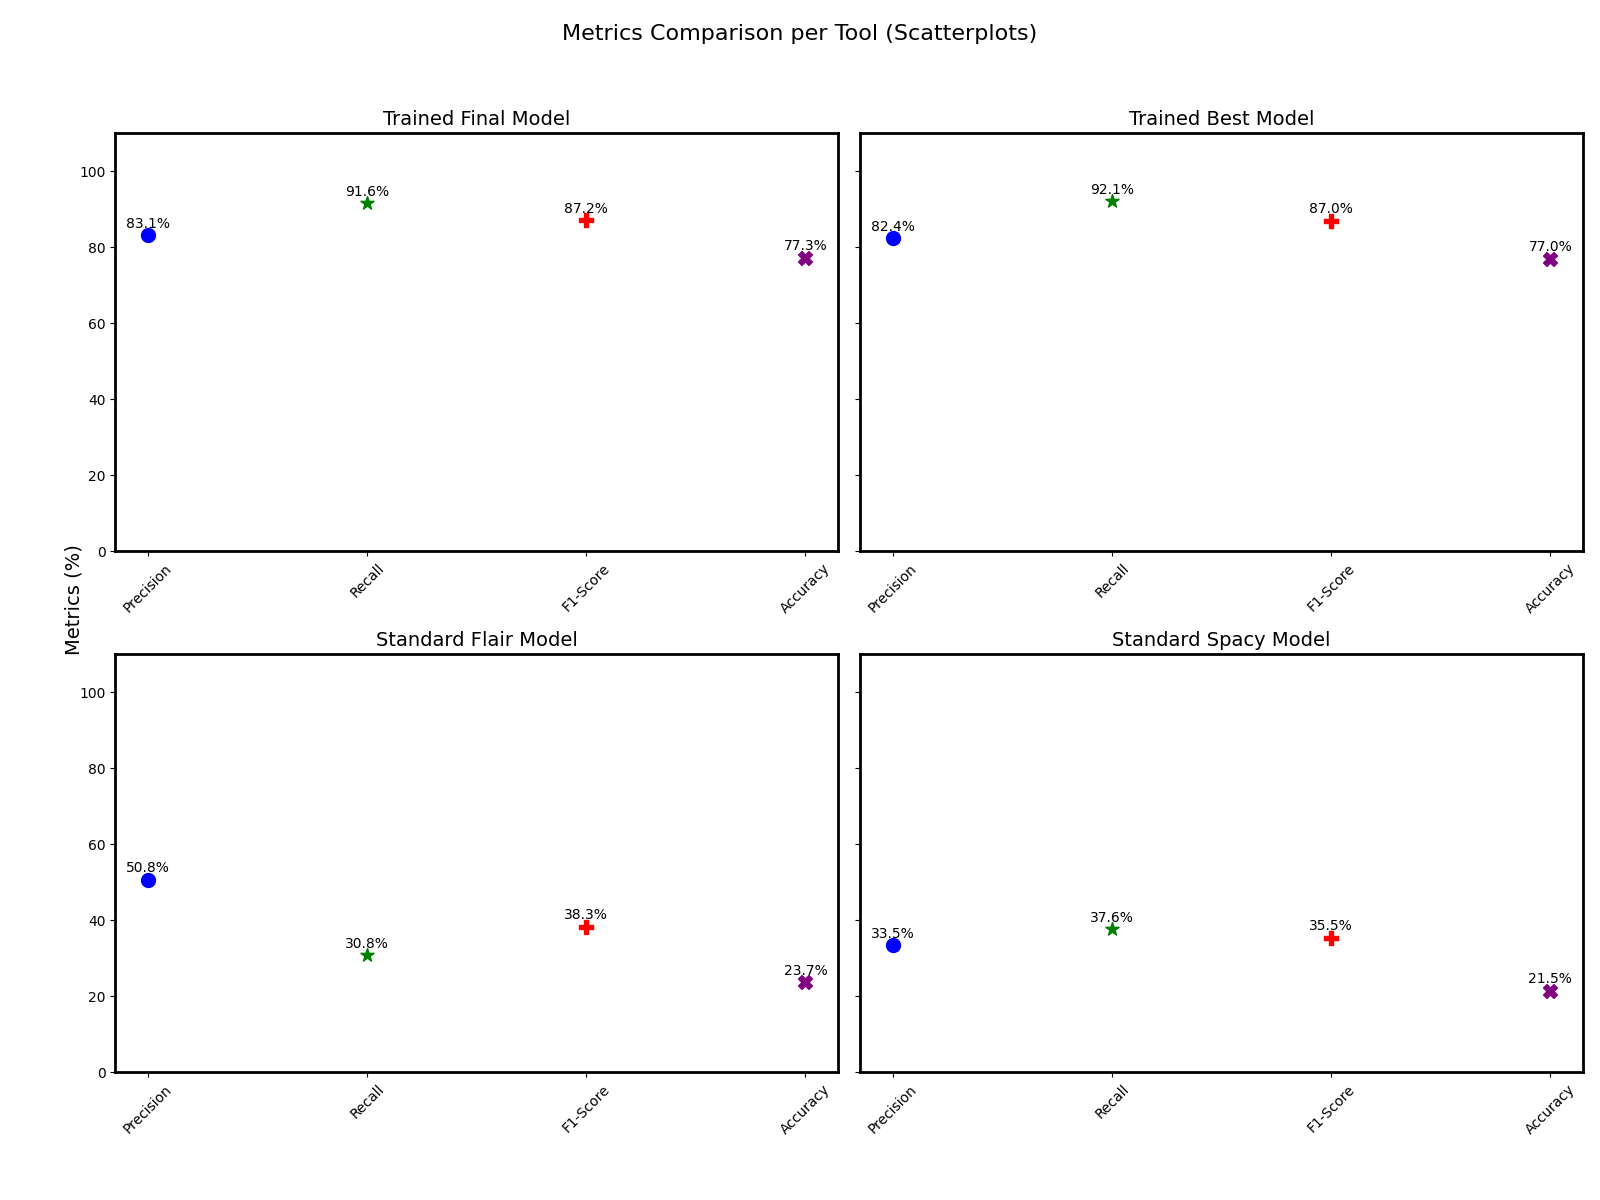 Metrics Comparison per Tool (Scatterplots)
Metrics (%)
Trained Final Model
100
80
60
40
20
0
83.1%
91.6%
87.2%
77.3%
Precision
Recall
F1-Score
Accuracy
Trained Best Model
82.4%
92.1%
87.0%
77.0%
Precision
Recall
F1-Score
Accuracy
Standard Flair Model
100
80
60
40
20
0
50.8%
30.8%
38.3%
23.7%
Precision
Recall
F1-Score
Accuracy
Standard Spacy Model
33.5%
37.6%
35.5%
21.5%
Precision
Recall
F1-Score
Accuracy